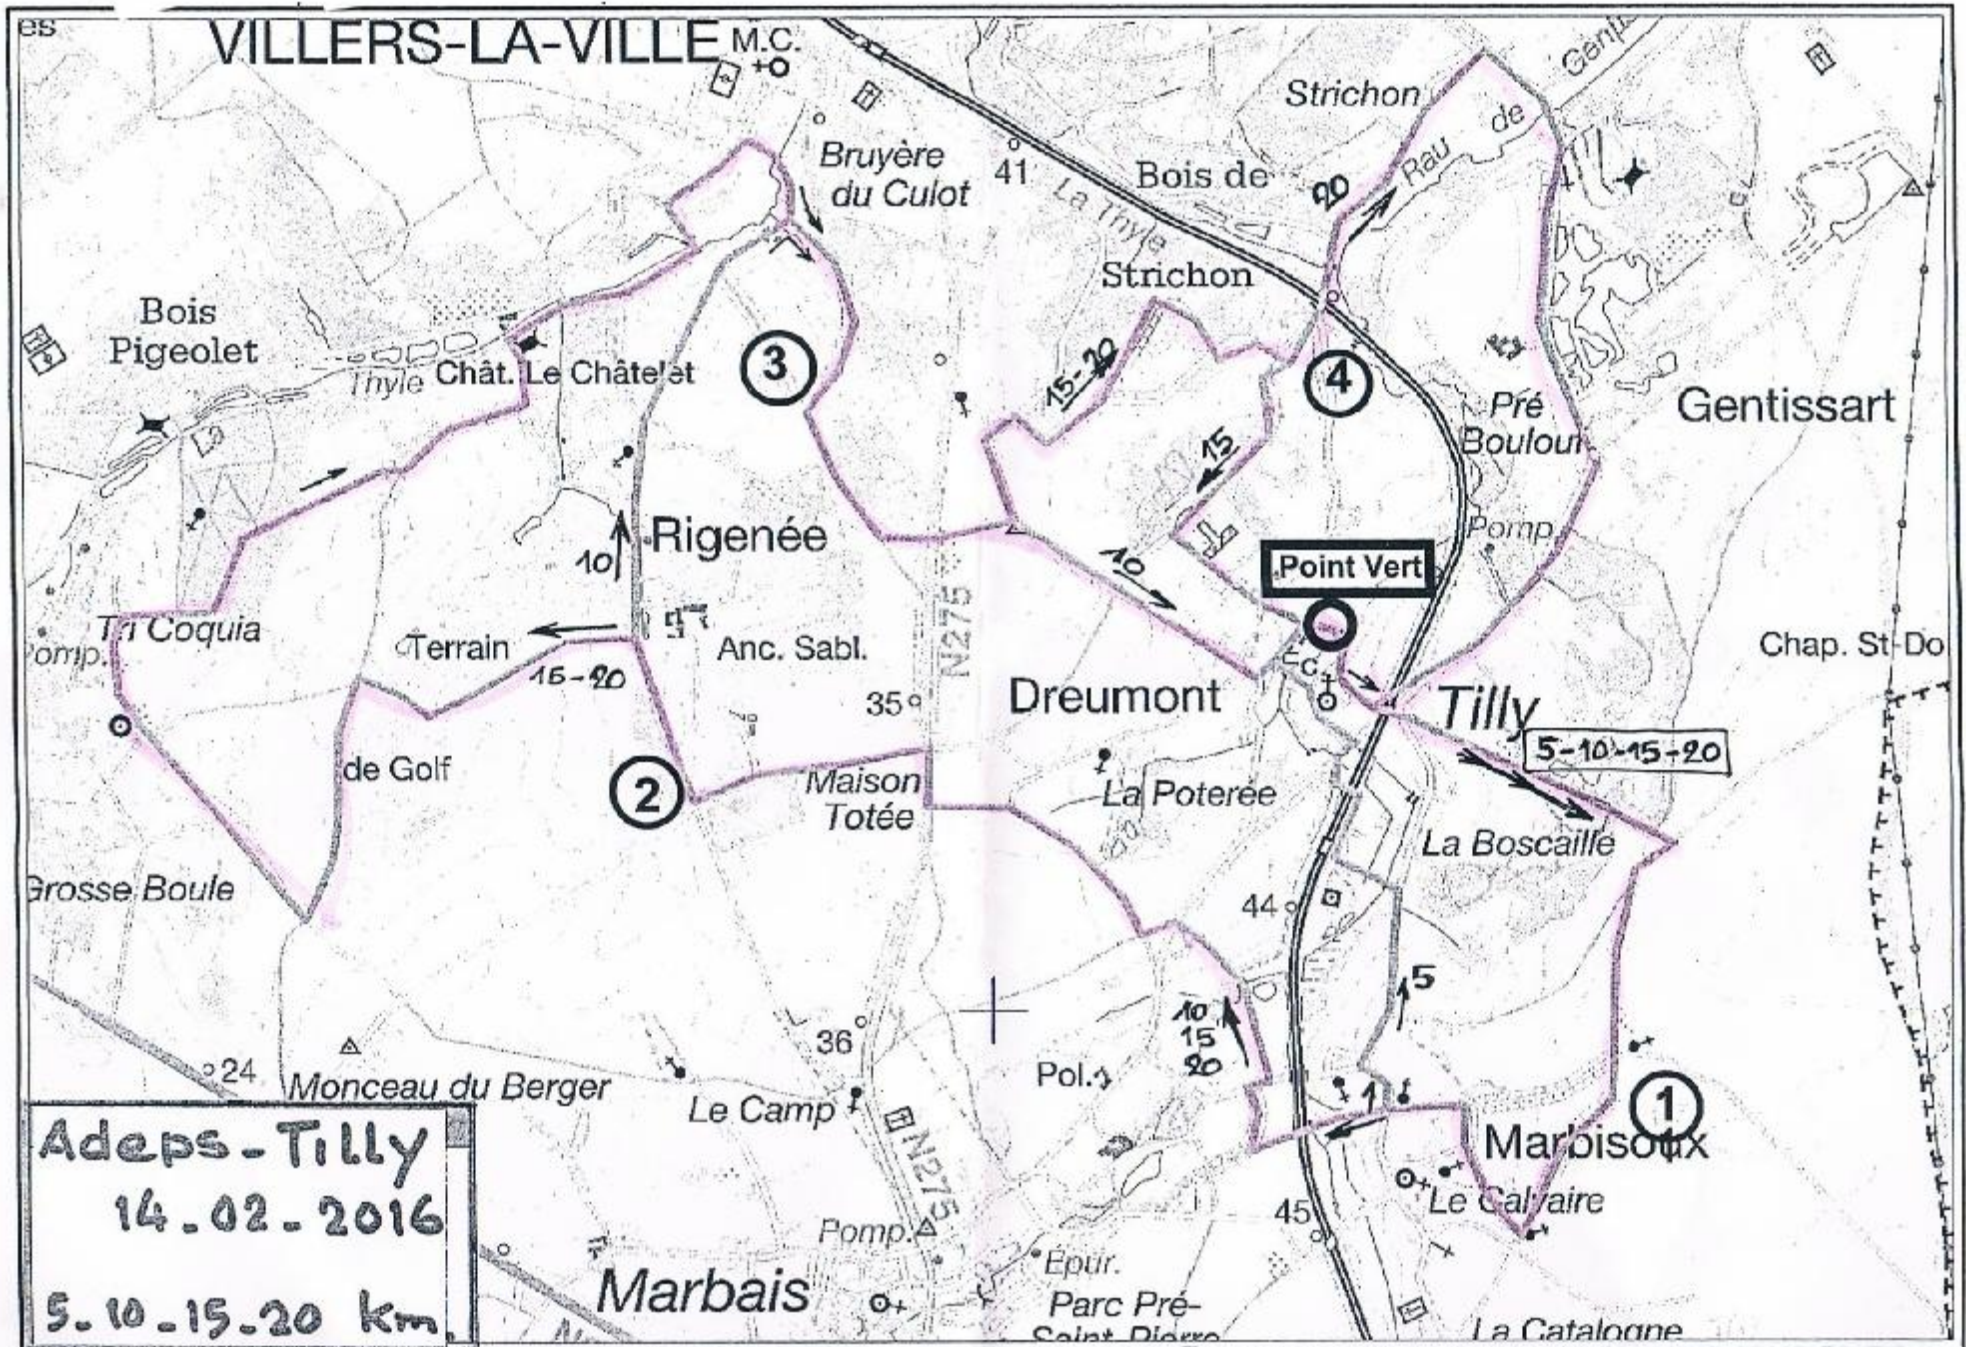 es
VILLERS-LA-VILLE
M.C.
Strichon
Rau de
Bruyère
du Culot
41
La Thyle
Bois de
Strichon
20
Bois
Pigeolet
La Thyle
Chât. Le Châtelet
3
15-20
4
Pré
Gentissart
15
Rigenée
10
10
Point Vert
Pomp.
Tri Coquia
Terrain
Anc. Sabl.
N275
Chap. St-Do
15-20
35
Dreumont
Tilly
5-10-15-20
de Golf
2
Maison
Totée
La Poterée
La Boscaille
Grosse Boule
44
5
10
15
20
36
24
Monceau du Berger
Le Camp
Pol.
1
Marbisoux
N275
Le Calvaire
45
Adeps-Tilly
14-02-2016
5-10-15-20 km
Pomp.
Marbais
Épur.
Parc Pré-
Saint-Pierre
La Catalogne